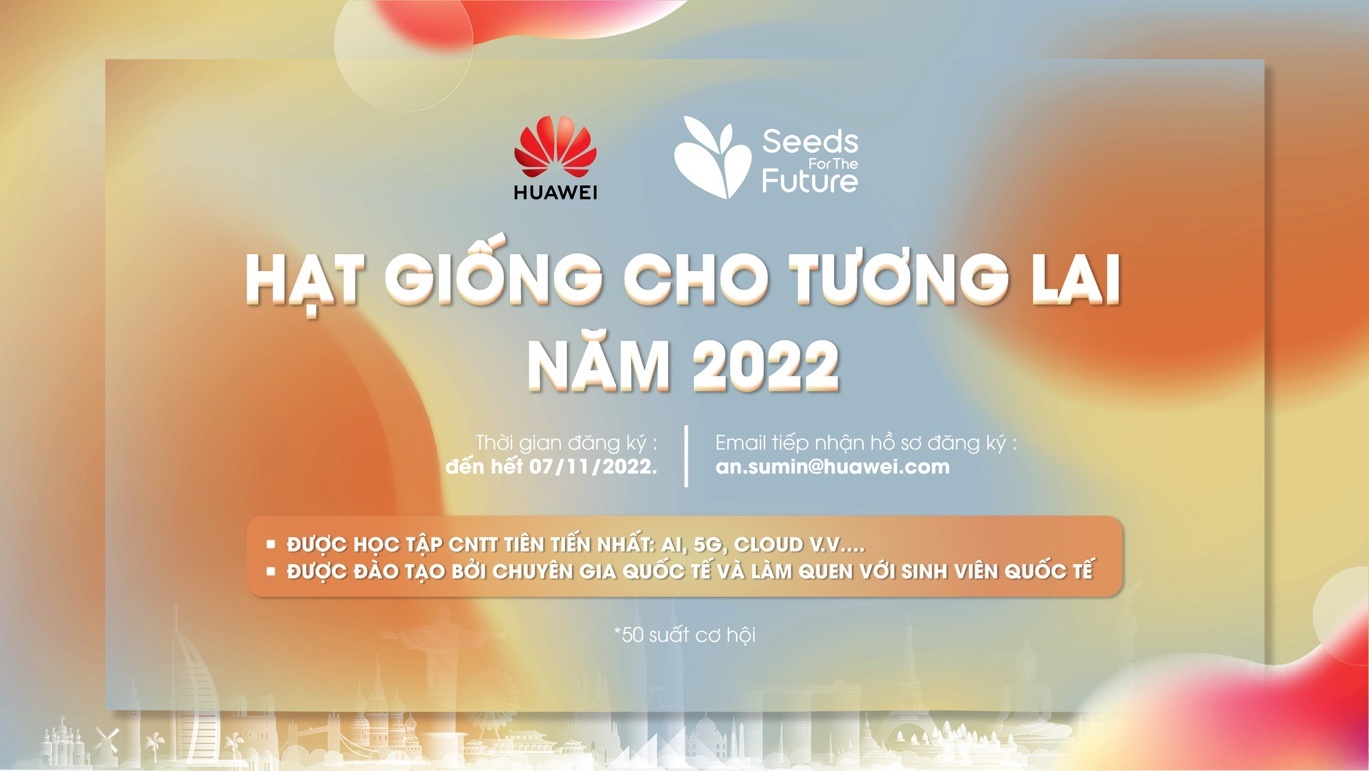 HUAWEI
Seeds
For The
Future
HẠT GIỐNG CHO TƯƠNG LAI
NĂM 2022
Thời gian đăng ký :
đến hết 07/11/2022.
Email tiếp nhận hồ sơ đăng ký :
an.sumin@huawei.com
▪ ĐƯỢC HỌC TẬP CNTT TIÊN TIẾN NHẤT: AI, 5G, CLOUD V.V....
▪ ĐƯỢC ĐÀO TẠO BỞI CHUYÊN GIA QUỐC TẾ VÀ LÀM QUEN VỚI SINH VIÊN QUỐC TẾ
*50 suất cơ hội